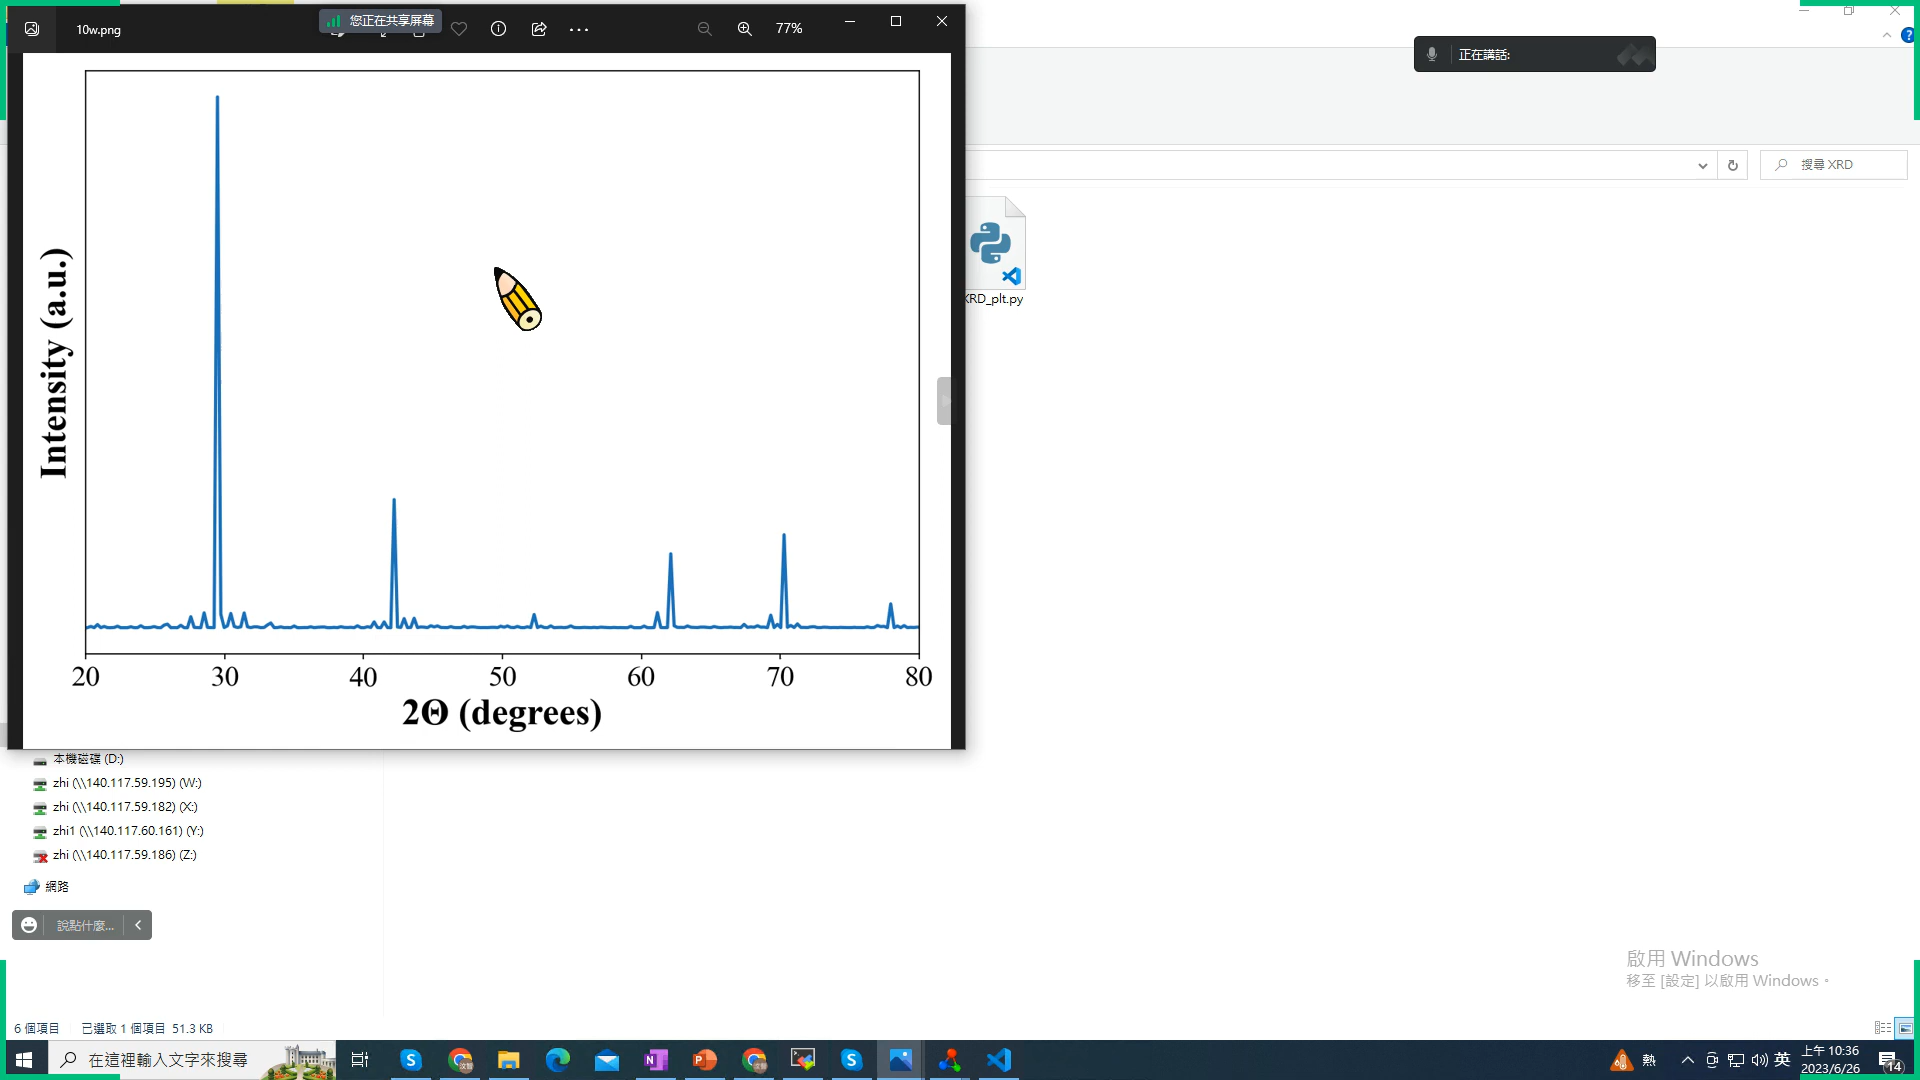 10w.png
您正在共享屏幕
77%
正在講話:
搜尋 XRD
XRD_plt.py
Intensity (a.u.)
20 30 40 50 60 70 80
2Θ (degrees)
本機磁碟 (D:)
zhi (\\140.117.59.195) (W:)
zhi (\\140.117.59.182) (X:)
zhi1 (\\140.117.60.161) (Y:)
zhi (\\140.117.59.186) (Z:)
網路
說點什麼...
啟用 Windows
移至 [設定] 以啟用 Windows。
6 個項目 已選取 1 個項目 51.3 KB
在這裡輸入文字來搜尋
熱
英
上午 10:36
2023/6/26
14